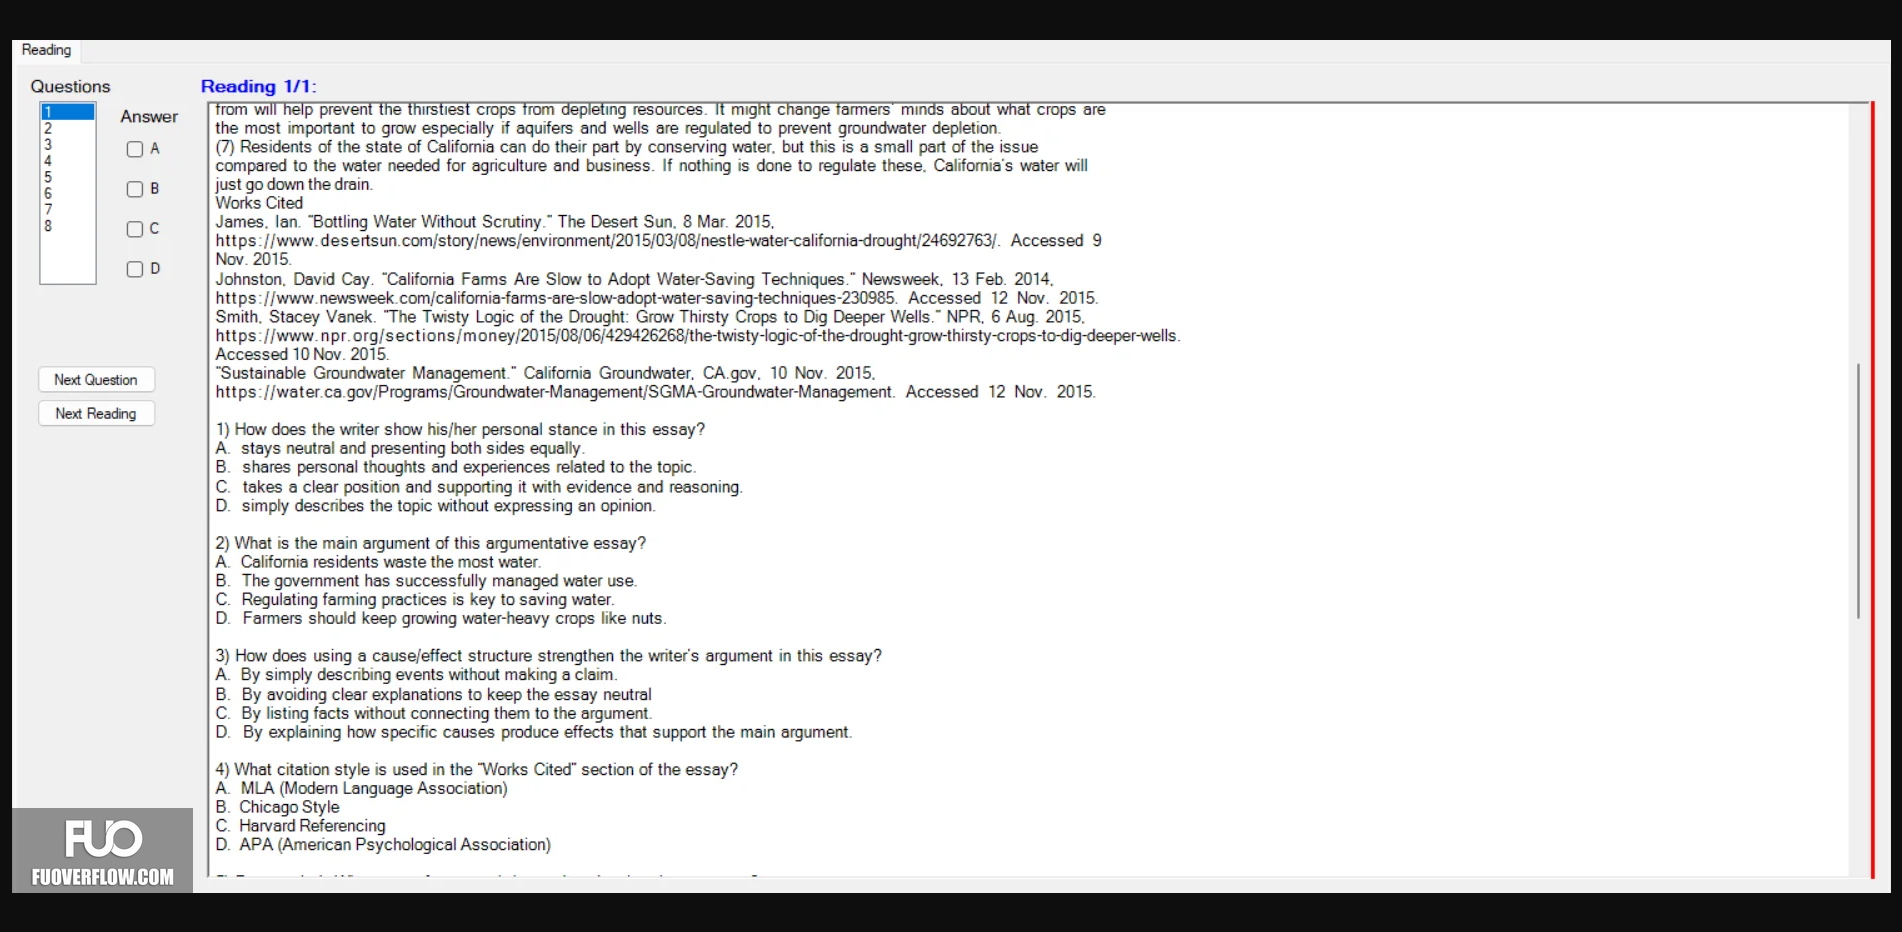 Reading
Questions
Reading 1/1:
1
2
3
4
5
6
7
8
Answer
A
B
C
D
Next Question
Next Reading
from will help prevent the thirstiest crops from depleting resources. It might change farmers' minds about what crops are
the most important to grow especially if aquifers and wells are regulated to prevent groundwater depletion.
(7) Residents of the state of California can do their part by conserving water, but this is a small part of the issue
compared to the water needed for agriculture and business. If nothing is done to regulate these, California's water will
just go down the drain.
Works Cited
James, Ian. "Bottling Water Without Scrutiny." The Desert Sun, 8 Mar. 2015,
https://www.desertsun.com/story/news/environment/2015/03/08/nestle-water-california-drought/24692763/. Accessed 9
Nov. 2015.
Johnston, David Cay. "California Farms Are Slow to Adopt Water-Saving Techniques." Newsweek, 13 Feb. 2014,
https://www.newsweek.com/california-farms-are-slow-adopt-water-saving-techniques-230985. Accessed 12 Nov. 2015.
Smith, Stacey Vanek. "The Twisty Logic of the Drought: Grow Thirsty Crops to Dig Deeper Wells." NPR, 6 Aug. 2015,
https://www.npr.org/sections/money/2015/08/06/429426268/the-twisty-logic-of-the-drought-grow-thirsty-crops-to-dig-deeper-wells.
Accessed 10 Nov. 2015.
"Sustainable Groundwater Management." California Groundwater, CA.gov, 10 Nov. 2015,
https://water.ca.gov/Programs/Groundwater-Management/SGMA-Groundwater-Management. Accessed 12 Nov. 2015.
1) How does the writer show his/her personal stance in this essay?
A. stays neutral and presenting both sides equally.
B. shares personal thoughts and experiences related to the topic.
C. takes a clear position and supporting it with evidence and reasoning.
D. simply describes the topic without expressing an opinion.
2) What is the main argument of this argumentative essay?
A. California residents waste the most water.
B. The government has successfully managed water use.
C. Regulating farming practices is key to saving water.
D. Farmers should keep growing water-heavy crops like nuts.
3) How does using a cause/effect structure strengthen the writer's argument in this essay?
A. By simply describing events without making a claim.
B. By avoiding clear explanations to keep the essay neutral
C. By listing facts without connecting them to the argument.
D. By explaining how specific causes produce effects that support the main argument.
4) What citation style is used in the "Works Cited" section of the essay?
A. MLA (Modern Language Association)
B. Chicago Style
C. Harvard Referencing
D. APA (American Psychological Association)
FUO
FUOVERFLOW.COM